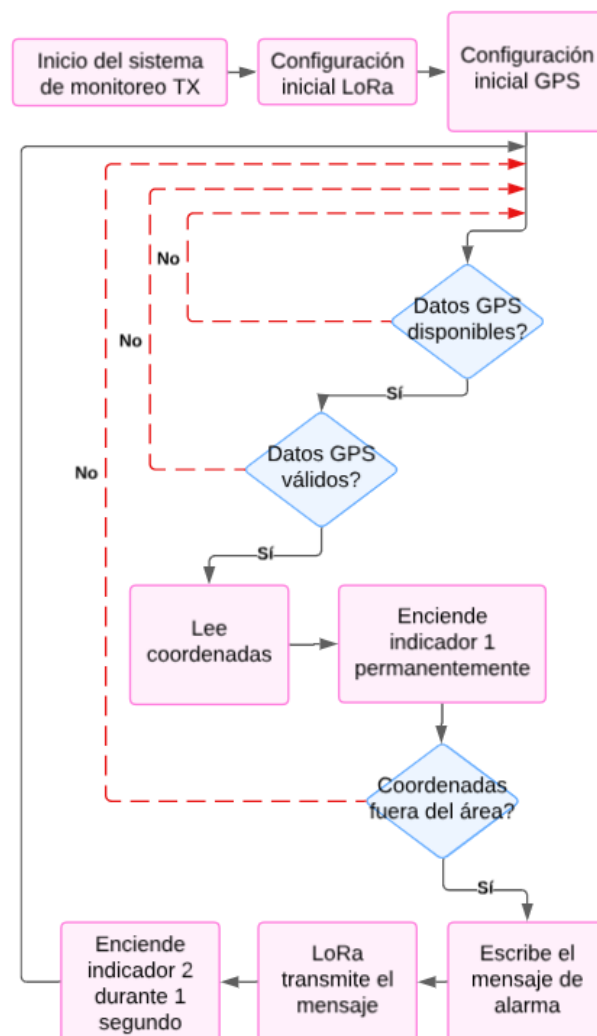 Inicio del sistema
de monitoreo TX
Configuración
inicial LoRa
Configuración
inicial GPS
No
Datos GPS
disponibles?
No
Sí
Datos GPS
válidos?
No
Sí
Lee
coordenadas
Enciende
indicador 1
permanentemente
Coordenadas
fuera del área?
Sí
Enciende
indicador 2
durante 1
segundo
LoRa
transmite el
mensaje
Escribe el
mensaje de
alarma